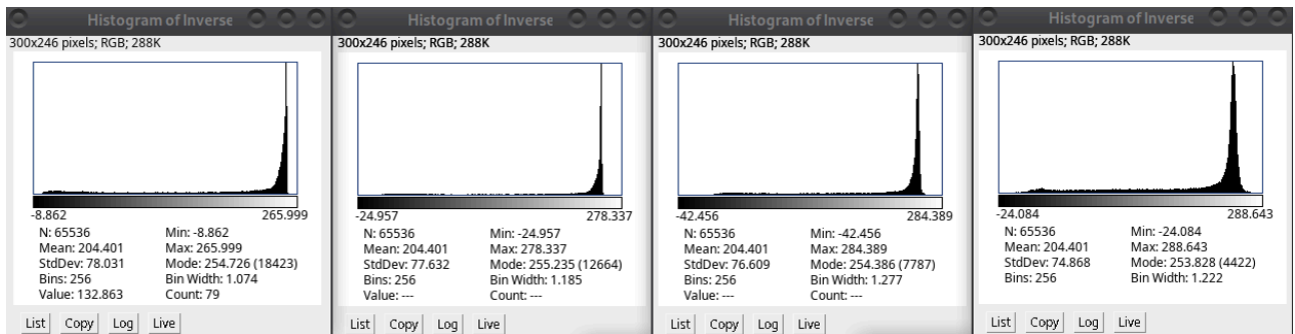 Histogram of Inverse
300x246 pixels; RGB; 288K
-8.862 265.999
N: 65536 Min: -8.862
Mean: 204.401 Max: 265.999
StdDev: 78.031 Mode: 254.726 (18423)
Bins: 256 Bin Width: 1.074
Value: 132.863 Count: 79
List Copy Log Live
Histogram of Inverse
300x246 pixels; RGB; 288K
-24.957 278.337
N: 65536 Min: -24.957
Mean: 204.401 Max: 278.337
StdDev: 77.632 Mode: 255.235 (12664)
Bins: 256 Bin Width: 1.185
Value: --- Count: ---
List Copy Log Live
Histogram of Inverse
300x246 pixels; RGB; 288K
-42.456 284.389
N: 65536 Min: -42.456
Mean: 204.401 Max: 284.389
StdDev: 76.609 Mode: 254.386 (7787)
Bins: 256 Bin Width: 1.277
Value: --- Count: ---
List Copy Log Live
Histogram of Inverse
300x246 pixels; RGB; 288K
-24.084 288.643
N: 65536 Min: -24.084
Mean: 204.401 Max: 288.643
StdDev: 74.868 Mode: 253.828 (4422)
Bins: 256 Bin Width: 1.222
List Copy Log Live